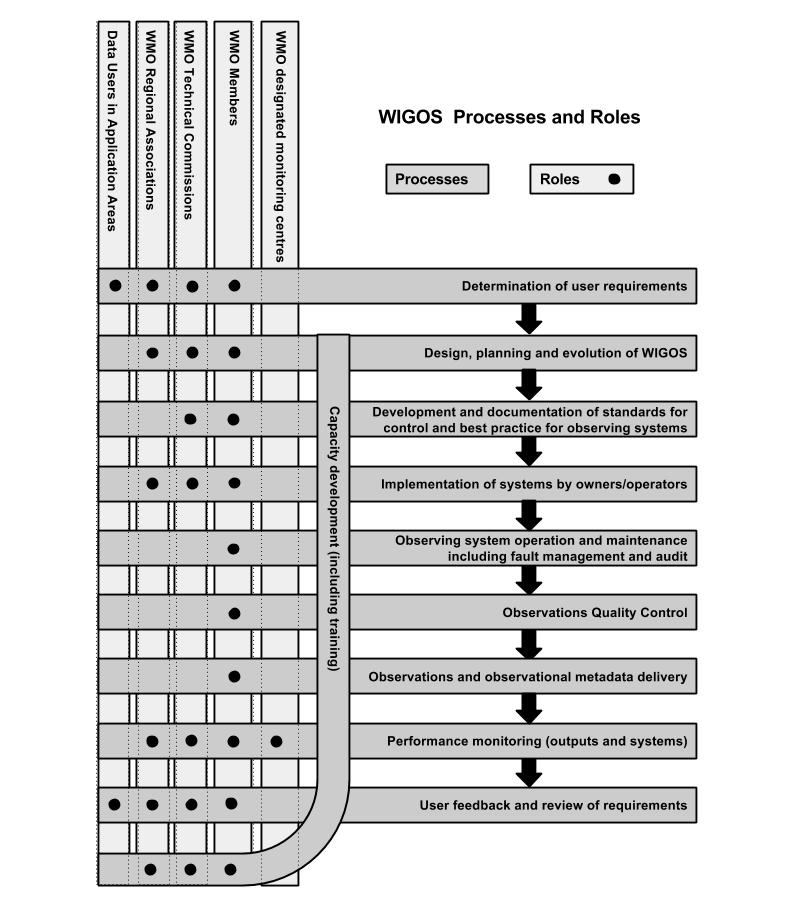 Data Users in Application Areas
WMO Regional Associations
WMO Technical Commissions
WMO Members
WMO designated monitoring centres
WIGOS Processes and Roles
Processes
Roles
Determination of user requirements
Design, planning and evolution of WIGOS
Development and documentation of standards for
control and best practice for observing systems
Implementation of systems by owners/operators
Observing system operation and maintenance
including fault management and audit
Observations Quality Control
Observations and observational metadata delivery
Performance monitoring (outputs and systems)
User feedback and review of requirements
Capacity development (including training)